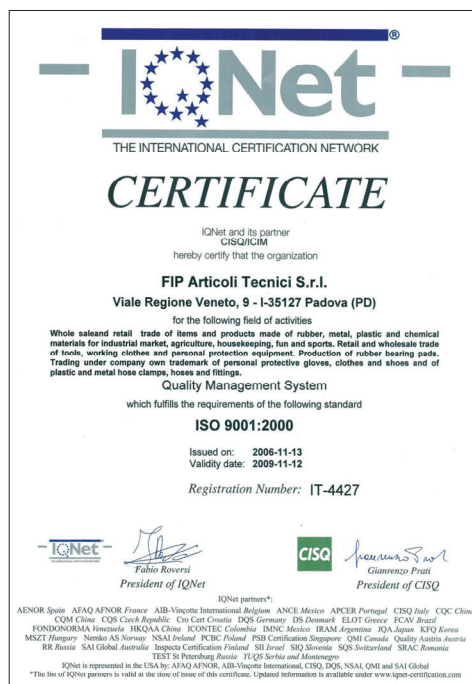 IQNet®
THE INTERNATIONAL CERTIFICATION NETWORK
CERTIFICATE
IQNet and its partner
CISQ/ICIM
hereby certify that the organization
FIP Articoli Tecnici S.r.l.
Viale Regione Veneto, 9 - I-35127 Padova (PD)
for the following field of activities
Whole saleand retail trade of items and products made of rubber, metal, plastic and chemical
materials for industrial market, agriculture, housekeeping, fun and sports. Retail and wholesale trade
of tools, working clothes and personal protection equipment. Production of rubber bearing pads.
Trading under company own trademark of personal protective gloves, clothes and shoes and of
plastic and metal hose clamps, hoses and fittings.
Quality Management System
which fulfills the requirements of the following standard
ISO 9001:2000
Issued on: 2006-11-13
Validity date: 2009-11-12
Registration Number: IT-4427
IQNet
CISQ
Fabio Roversi
President of IQNet
Gianrenzo Prati
President of CISQ
IQNet partners*:
AENOR Spain AFAQ AFNOR France AIB-Vinçotte International Belgium ANCE Mexico APCER Portugal CISQ Italy CQC China
CQM China CQS Czech Republic Cro Cert Croatia DQS Germany DS Denmark ELOT Greece FCAV Brazil
FONDONORMA Venezuela HKQAA China ICONTEC Colombia IMNC Mexico IRAM Argentina JQA Japan KFQ Korea
MSZT Hungary Nemko AS Norway NSAI Ireland PCBC Poland PSB Certification Singapore QMI Canada Quality Austria Austria
RR Russia SAI Global Australia Inspecta Certification Finland SII Israel SIQ Slovenia SQS Switzerland SRAC Romania
TEST St Petersburg Russia YUQS Serbia and Montenegro
IQNet is represented in the USA by: AFAQ AFNOR, AIB-Vinçotte International, CISQ, DQS, NSAI, QMI and SAI Global
*The list of IQNet partners is valid at the time of issue of this certificate. Updated information is available under www.iqnet-certification.com